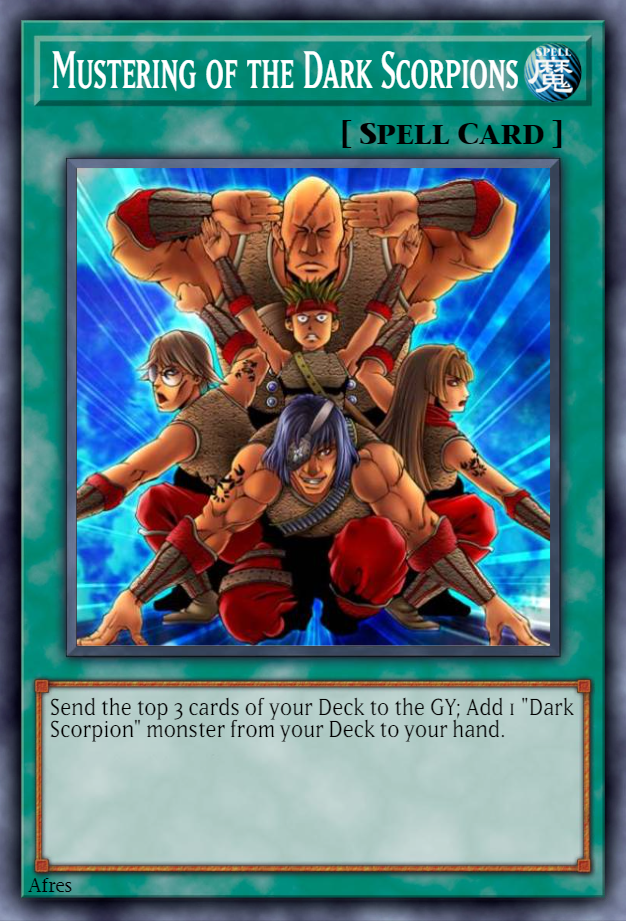 Mustering of the Dark Scorpions
SPELL
魔
[ Spell Card ]
Send the top 3 cards of your Deck to the GY; Add 1 "Dark
Scorpion" monster from your Deck to your hand.
Afres